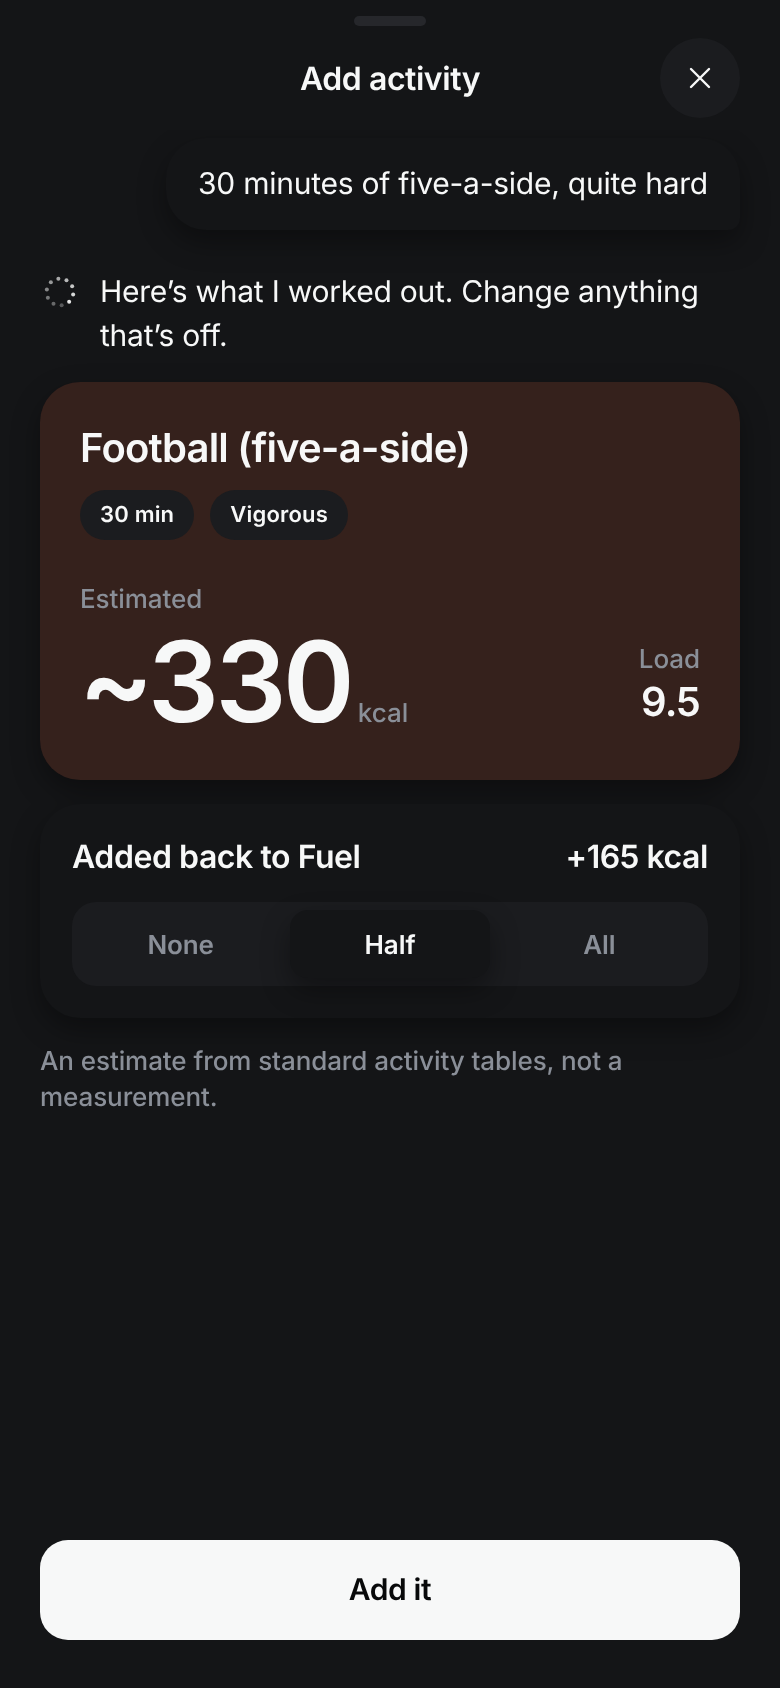 Add activity
30 minutes of five-a-side, quite hard
Here’s what I worked out. Change anything
that’s off.
Football (five-a-side)
30 min
Vigorous
Estimated
~330 kcal
Load
9.5
Added back to Fuel
+165 kcal
None
Half
All
An estimate from standard activity tables, not a
measurement.
Add it